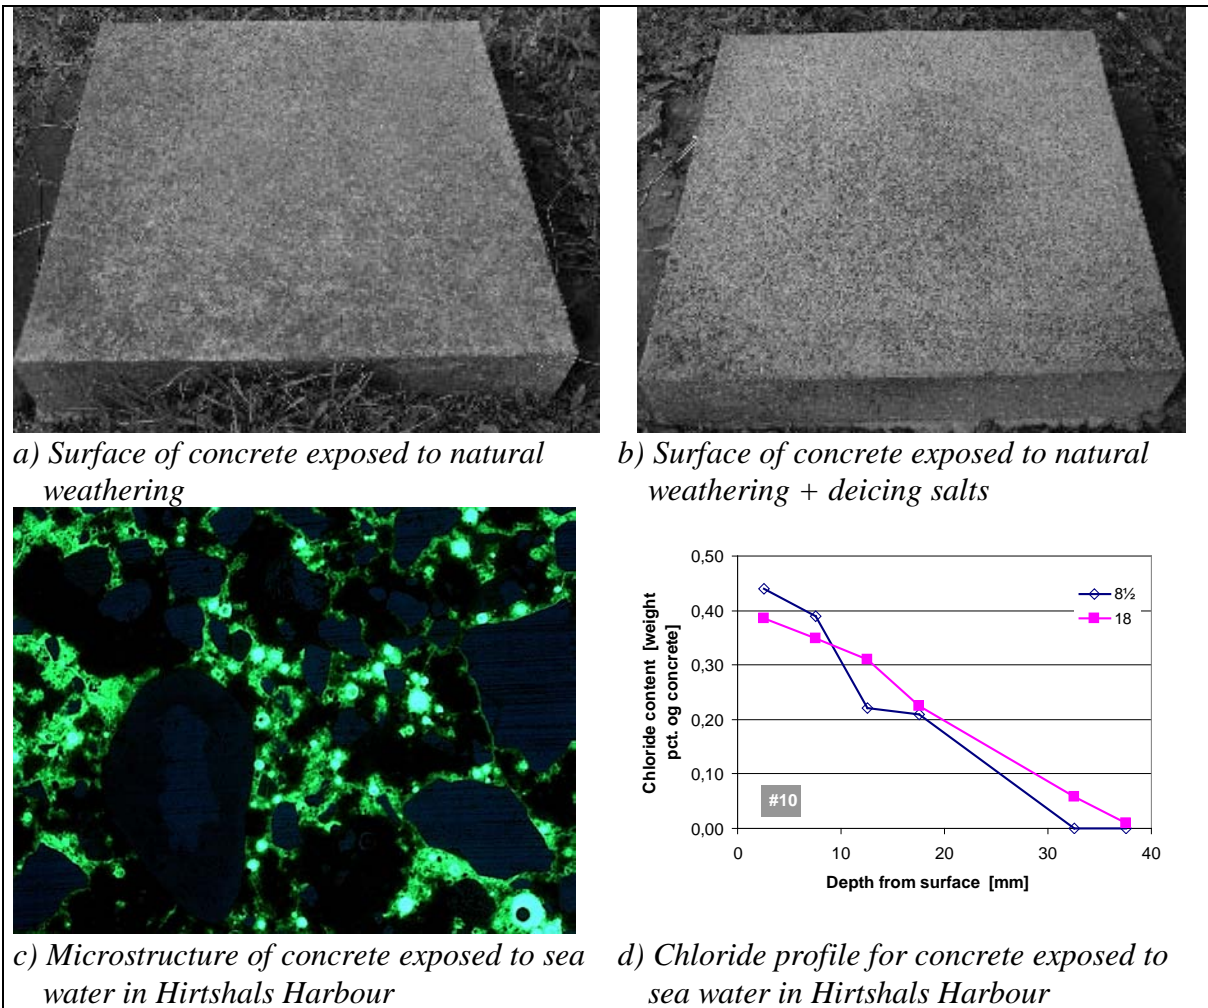 a) Surface of concrete exposed to natural
weathering
b) Surface of concrete exposed to natural
weathering + deicing salts
0,50
0,40
0,30
0,20
0,10
0,00
Chloride content [weight
pct. og concrete]
8½
18
#10
0
10
20
30
40
Depth from surface [mm]
c) Microstructure of concrete exposed to sea
water in Hirtshals Harbour
d) Chloride profile for concrete exposed to
sea water in Hirtshals Harbour